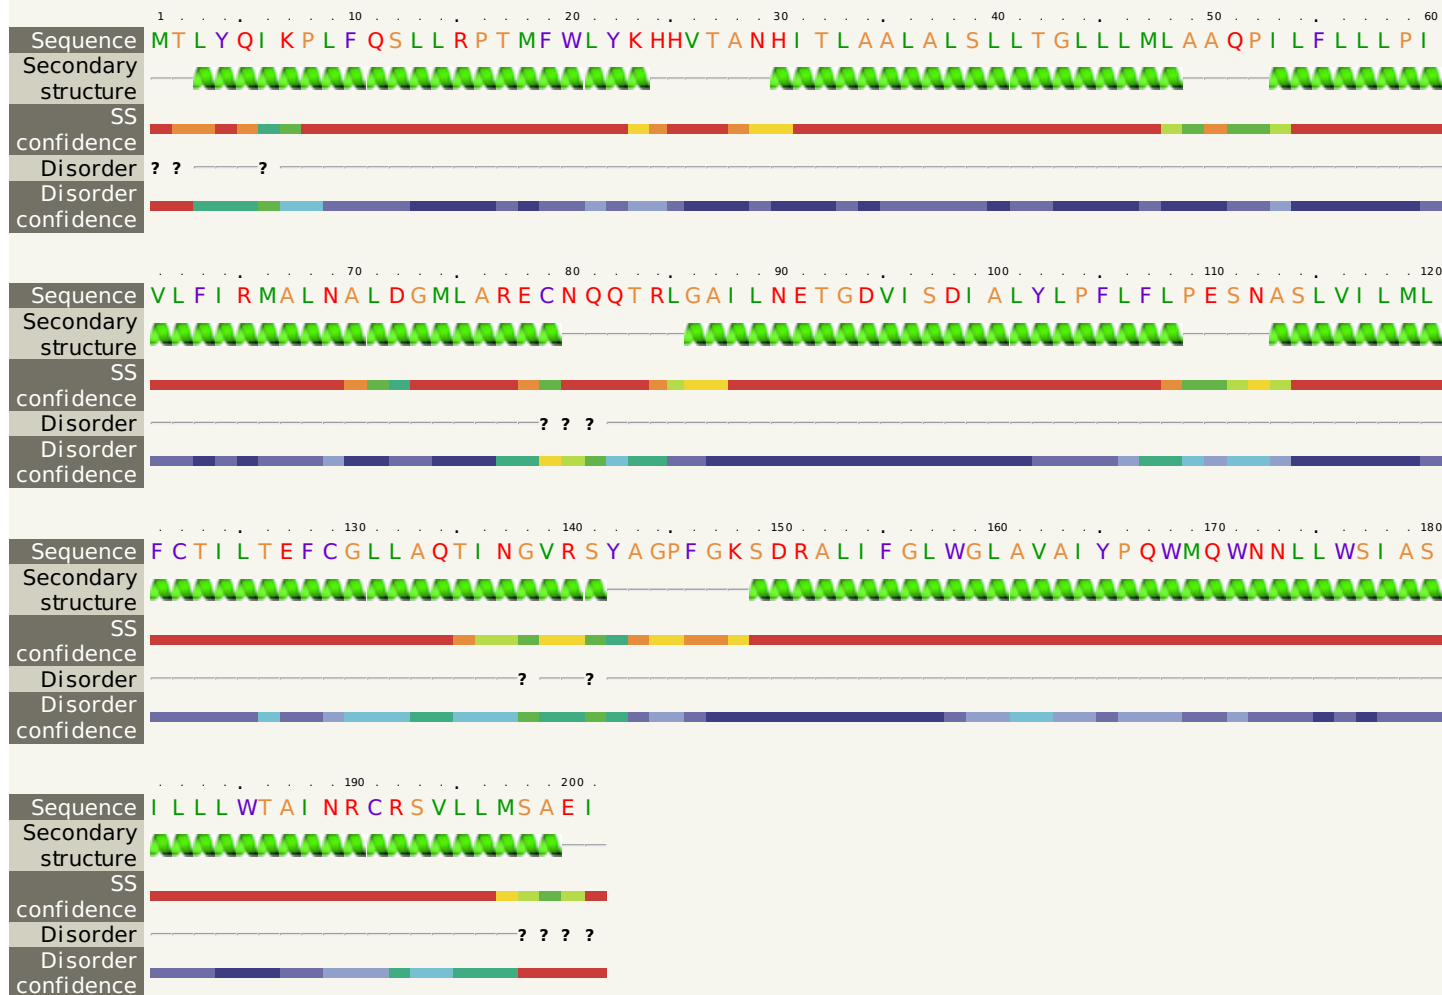 1 10 20 30 40 50 60
Sequence MTLYQIKPLFQSLLRPTMFWLYKHHVTANHITLAALALSLLTGLLLMLAAQPILFLLLPI
Secondary
structure
SS
confidence
Disorder ? ? ?
Disorder
confidence
70 80 90 100 110 120
Sequence VLFIRMALNALDGMLARECNQQTRLGAILNETGDVISDIALYLPFLFLPESNASLVILML
Secondary
structure
SS
confidence
Disorder ? ? ?
Disorder
confidence
130 140 150 160 170 180
Sequence FCTILTEFCGLLAQTINGVRSYAGPFGKSDRALIFGLWGLAVAIYPQWMQWNNLLWSIAS
Secondary
structure
SS
confidence
Disorder ? ?
Disorder
confidence
190 200
Sequence ILLLWTAINRCRSVLLMSAEI
Secondary
structure
SS
confidence
Disorder ? ? ? ?
Disorder
confidence